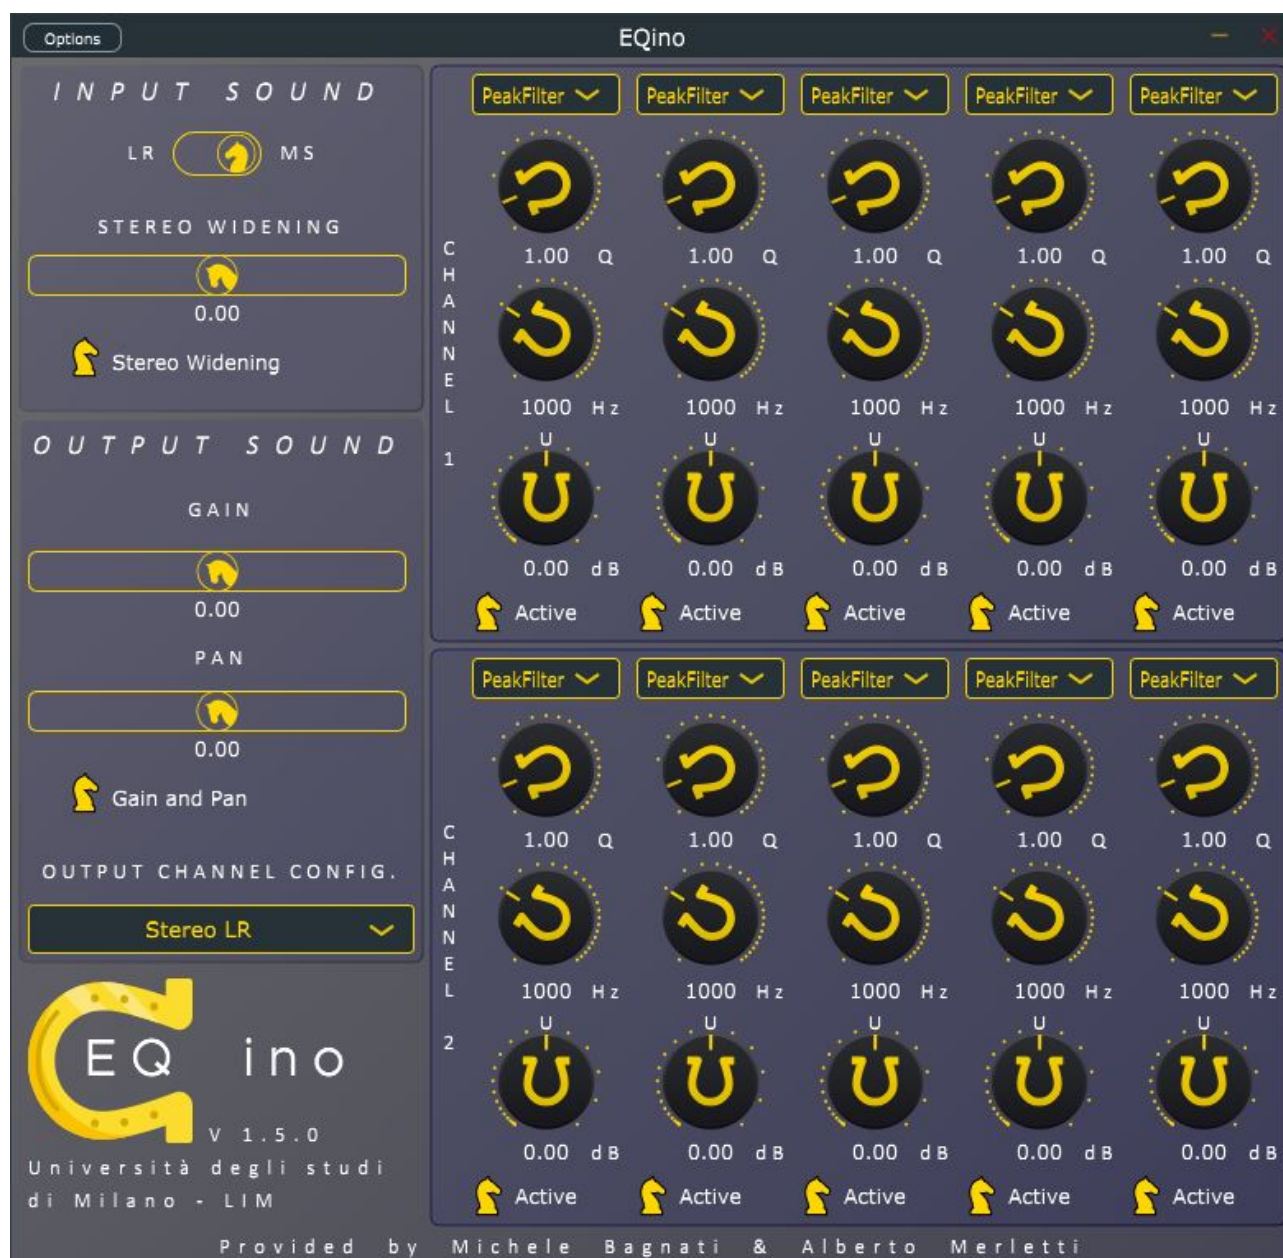 Options
EQino
INPUT SOUND
LR MS
STEREO WIDENING
0.00
Stereo Widening
OUTPUT SOUND
GAIN
0.00
PAN
0.00
Gain and Pan
OUTPUT CHANNEL CONFIG.
Stereo LR
EQ ino
V 1.5.0
Università degli studi
di Milano - LIM
CHANNEL 1
PeakFilter PeakFilter PeakFilter PeakFilter PeakFilter
1.00 Q 1.00 Q 1.00 Q 1.00 Q 1.00 Q
1000 Hz 1000 Hz 1000 Hz 1000 Hz 1000 Hz
U U U U U
0.00 dB 0.00 dB 0.00 dB 0.00 dB 0.00 dB
Active Active Active Active Active
CHANNEL 2
PeakFilter PeakFilter PeakFilter PeakFilter PeakFilter
1.00 Q 1.00 Q 1.00 Q 1.00 Q 1.00 Q
1000 Hz 1000 Hz 1000 Hz 1000 Hz 1000 Hz
U U U U U
0.00 dB 0.00 dB 0.00 dB 0.00 dB 0.00 dB
Active Active Active Active Active
Provided by Michele Bagnati & Alberto Merletti